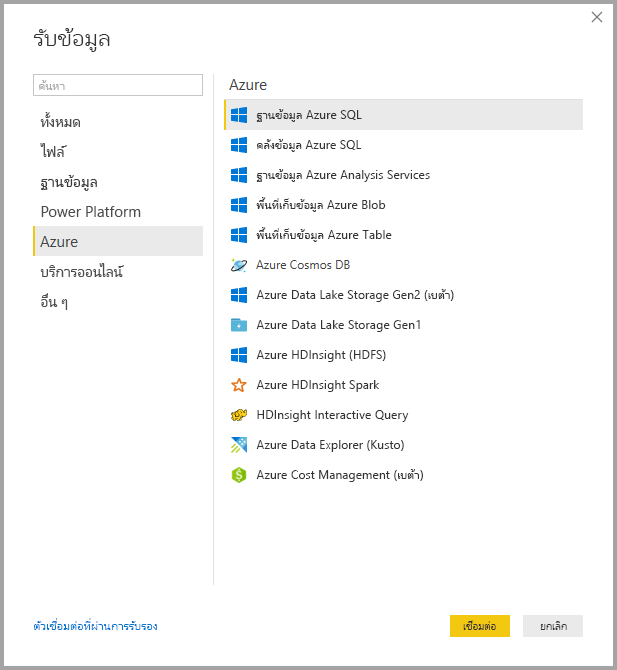 รับข้อมูล
ค้นหา
ทั้งหมด
ไฟล์
ฐานข้อมูล
Power Platform
Azure
บริการออนไลน์
อื่น ๆ
Azure
ฐานข้อมูล Azure SQL
คลังข้อมูล Azure SQL
ฐานข้อมูล Azure Analysis Services
พื้นที่เก็บข้อมูล Azure Blob
พื้นที่เก็บข้อมูล Azure Table
Azure Cosmos DB
Azure Data Lake Storage Gen2 (เบต้า)
Azure Data Lake Storage Gen1
Azure HDInsight (HDFS)
Azure HDInsight Spark
HDInsight Interactive Query
Azure Data Explorer (Kusto)
Azure Cost Management (เบต้า)
ตัวเชื่อมต่อที่ผ่านการรับรอง
เชื่อมต่อ
ยกเลิก